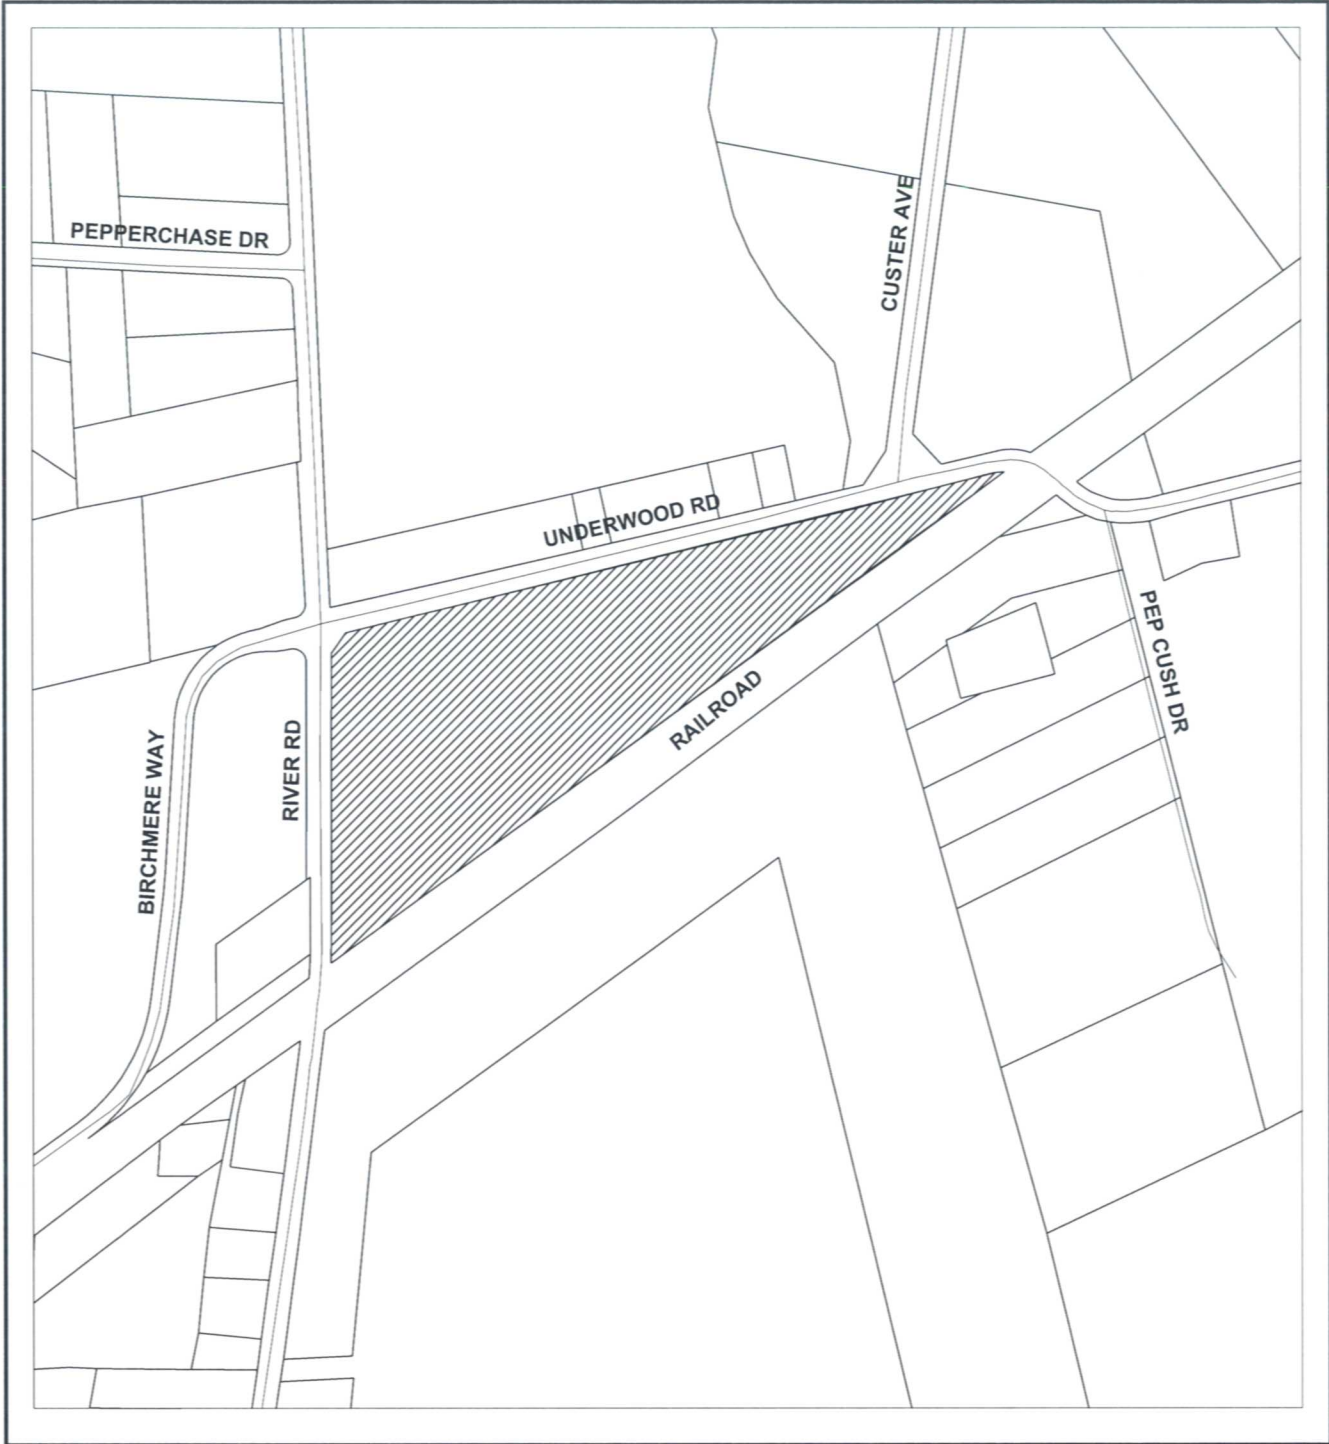 PEPPERCHASE DR
CUSTER AVE
UNDERWOOD RD
RAILROAD
PEP CUSH DR
RIVER RD
BIRCHMERE WAY